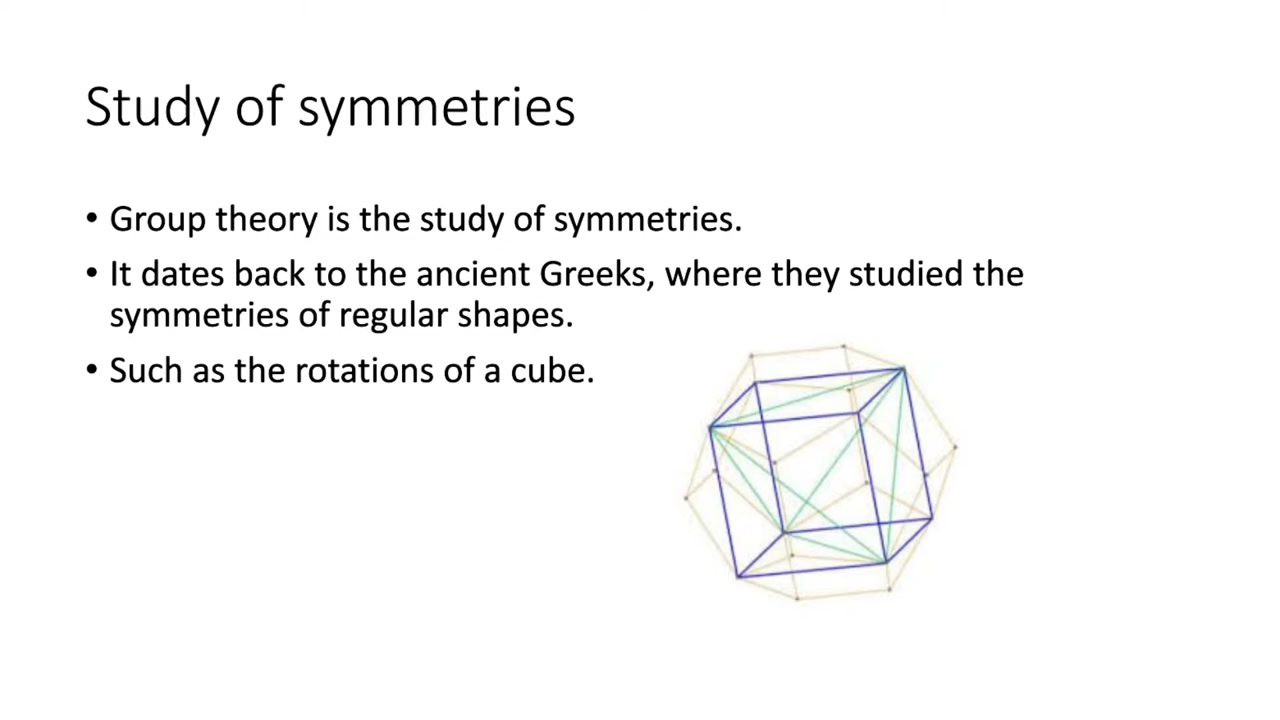 Study of symmetries
• Group theory is the study of symmetries.
• It dates back to the ancient Greeks, where they studied the
symmetries of regular shapes.
• Such as the rotations of a cube.